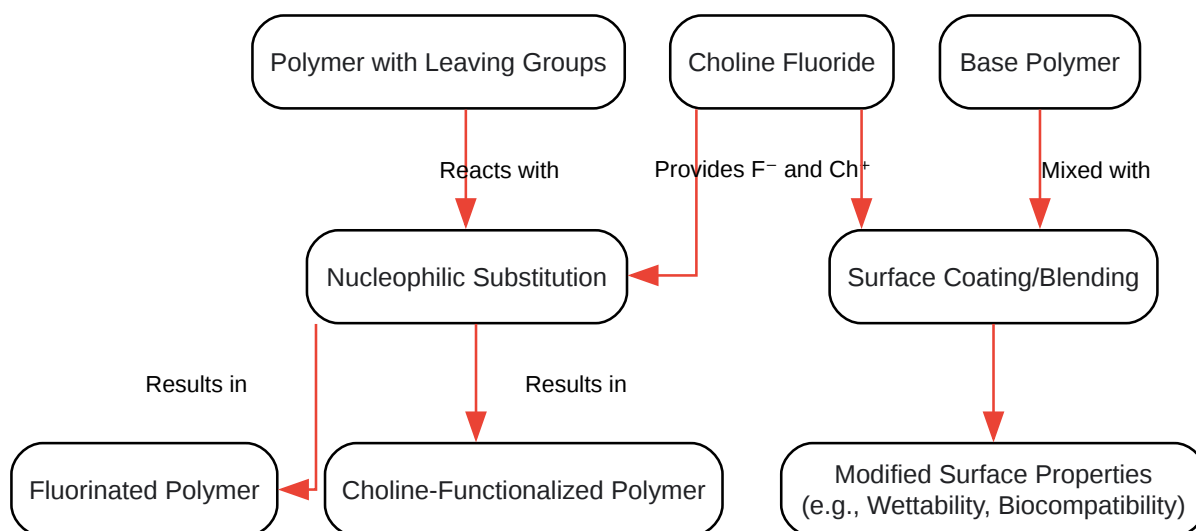 Polymer with Leaving Groups
Choline Fluoride
Base Polymer
Reacts with
Provides F⁻ and Ch⁺
Mixed with
Nucleophilic Substitution
Surface Coating/Blending
Results in
Results in
Fluorinated Polymer
Choline-Functionalized Polymer
Modified Surface Properties
(e.g., Wettability, Biocompatibility)